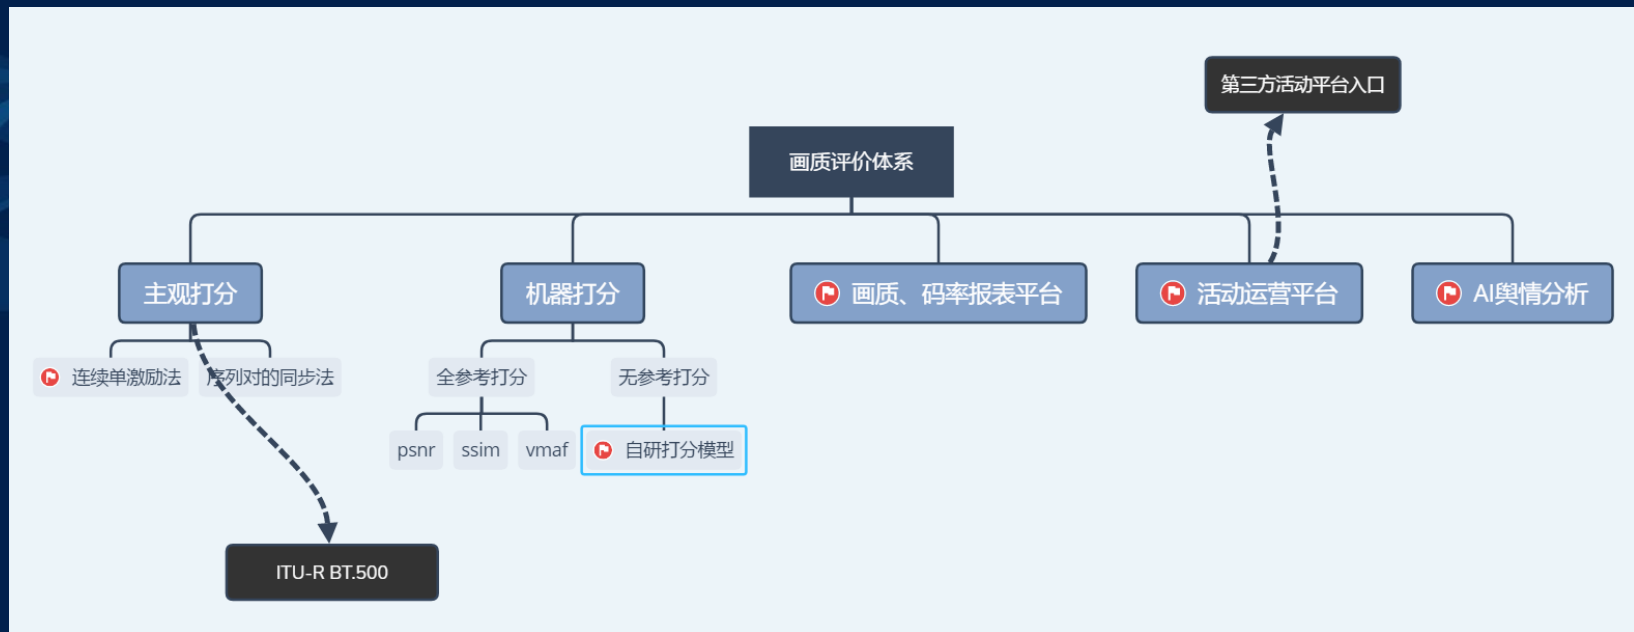 第三方活动平台入口
画质评价体系
主观打分
机器打分
画质、码率报表平台
活动运营平台
AI舆情分析
连续单激励法
序列对的同步法
全参考打分
无参考打分
psnr
ssim
vmaf
自研打分模型
ITU-R BT.500